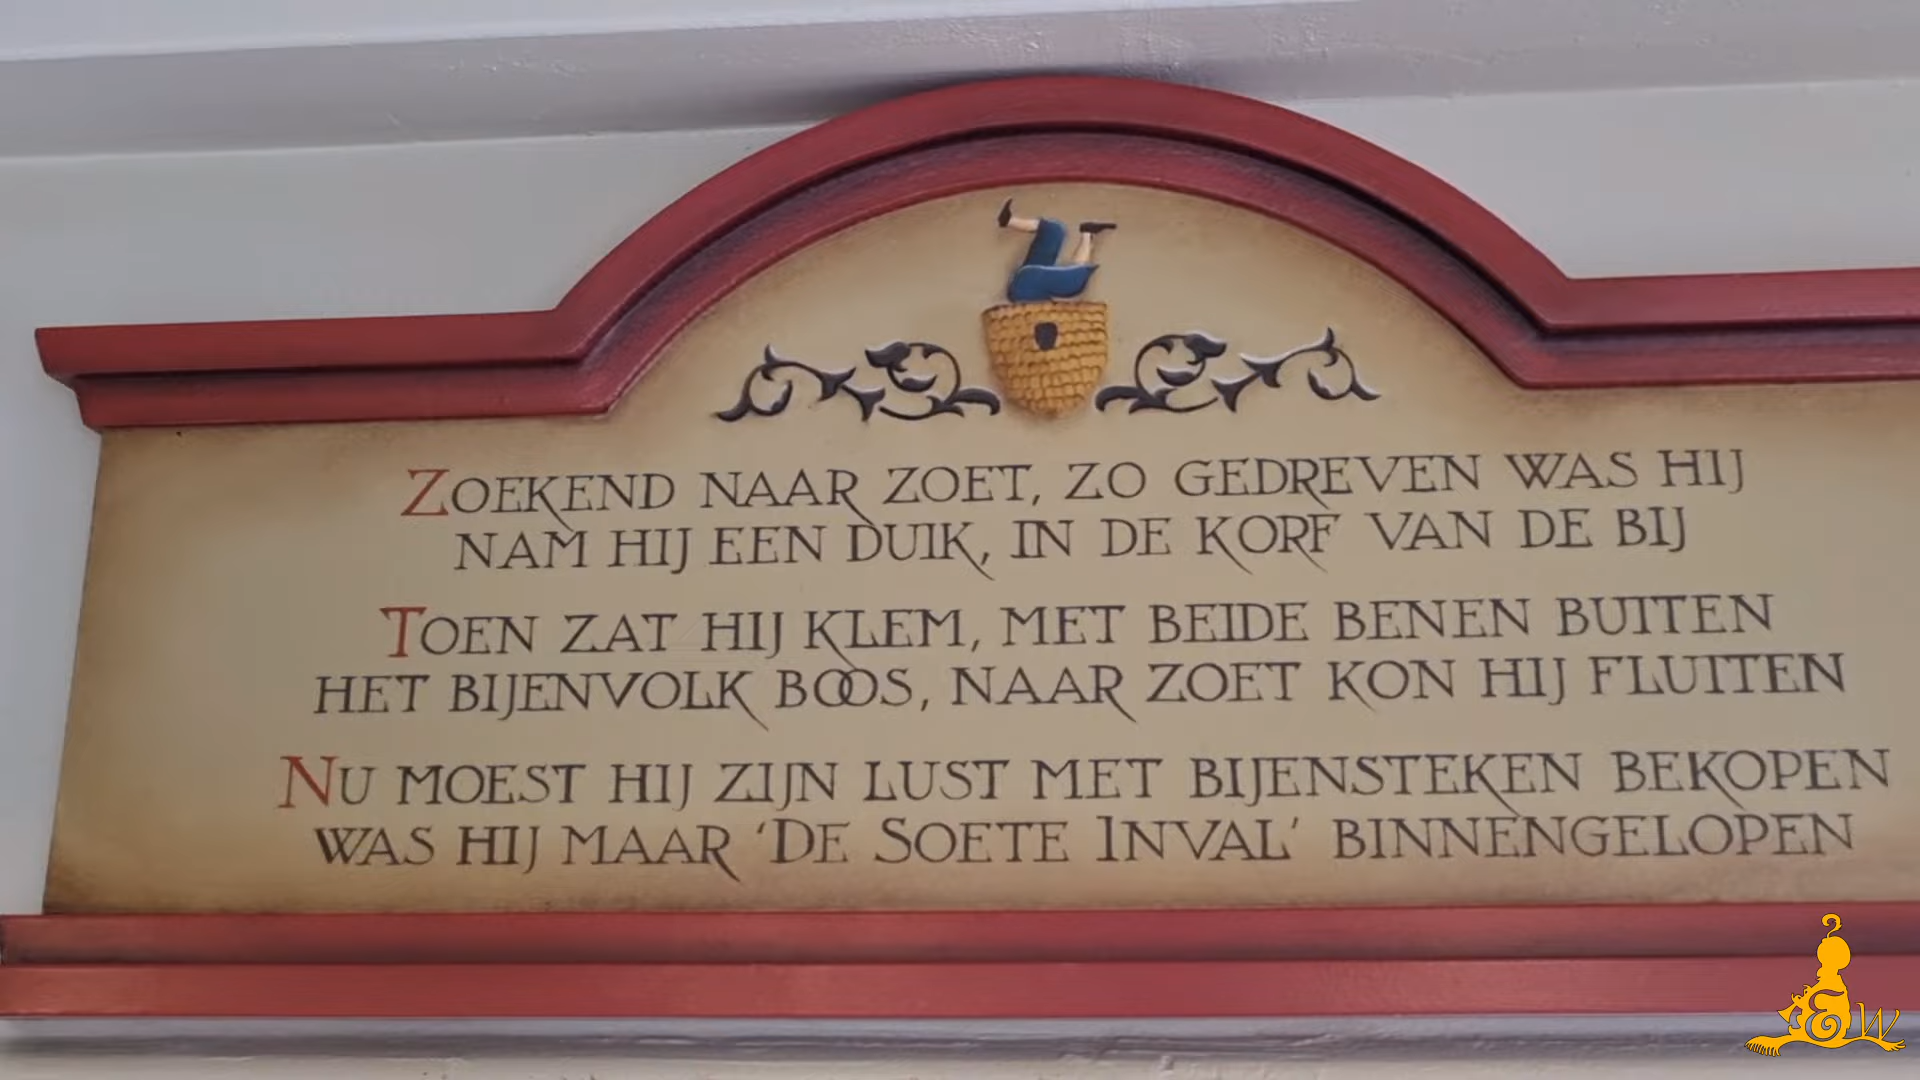 ZOEKEND NAAR ZOET, ZO GEDREVEN WAS HIJ
NAM HIJ EEN DUIK, IN DE KORF VAN DE BIJ
TOEN ZAT HIJ KLEM, MET BEIDE BENEN BUITEN
HET BIJENVOLK BOOS, NAAR ZOET KON HIJ FLUITEN
NU MOEST HIJ ZIJN LUST MET BIJENSTEKEN BEKOPEN
WAS HIJ MAAR 'DE SOETE INVAL' BINNENGELOPEN
E W